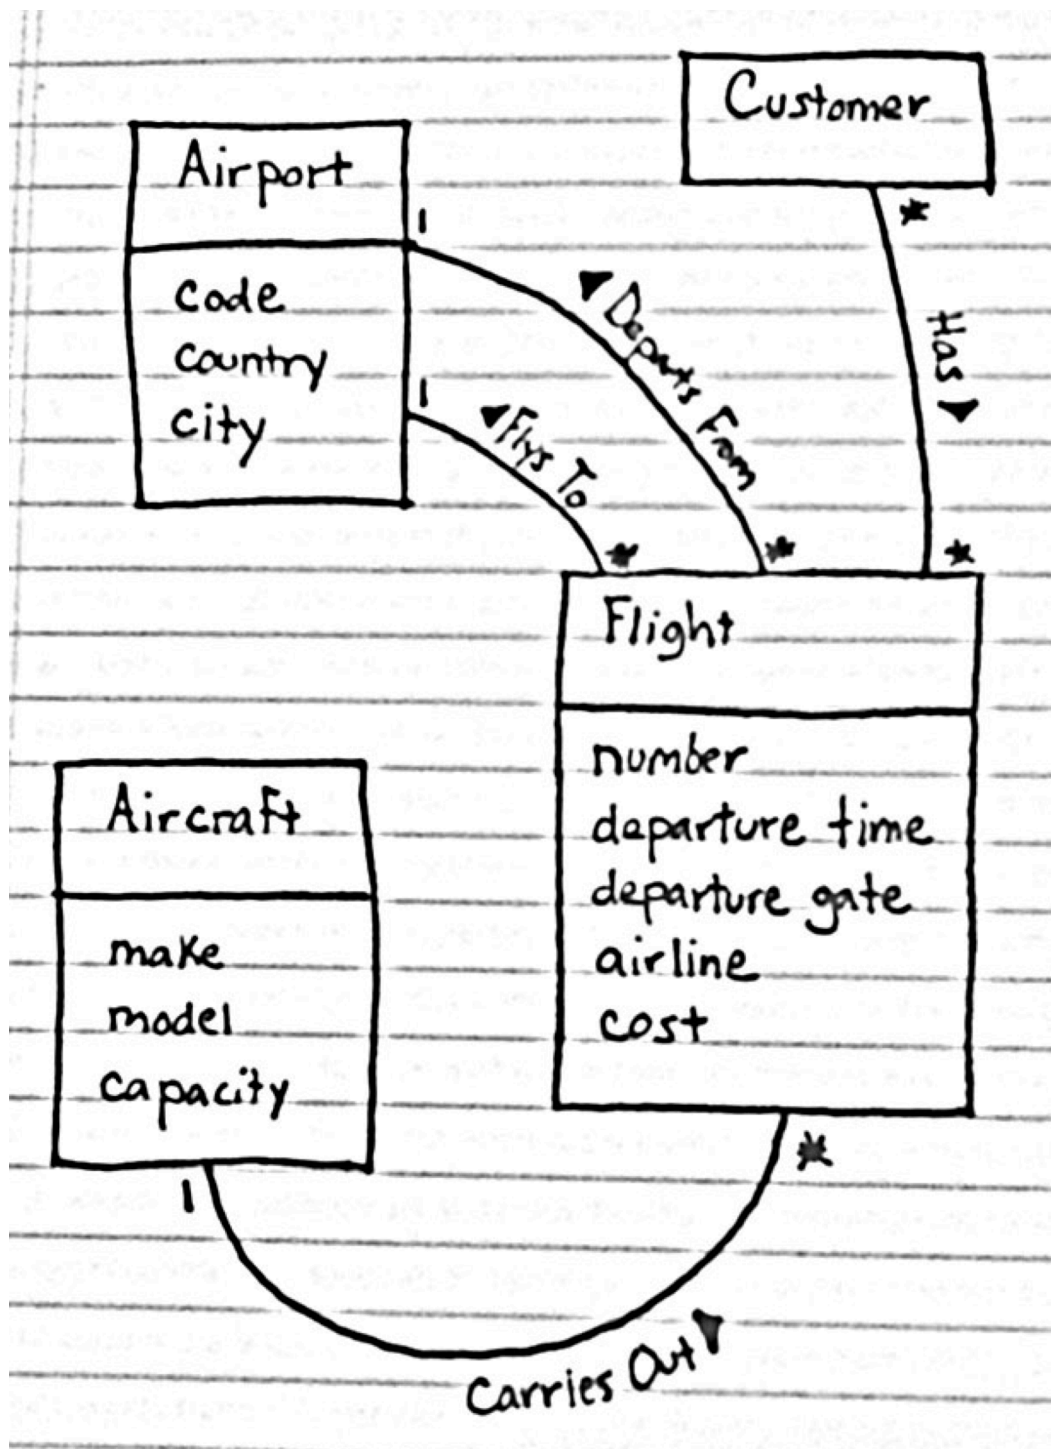 Customer
*
Has
*
Airport
code
country
city
1
Departs From
*
1
Flys To
*
Flight
number
departure time
departure gate
airline
cost
*
Aircraft
make
model
capacity
1
Carries Out